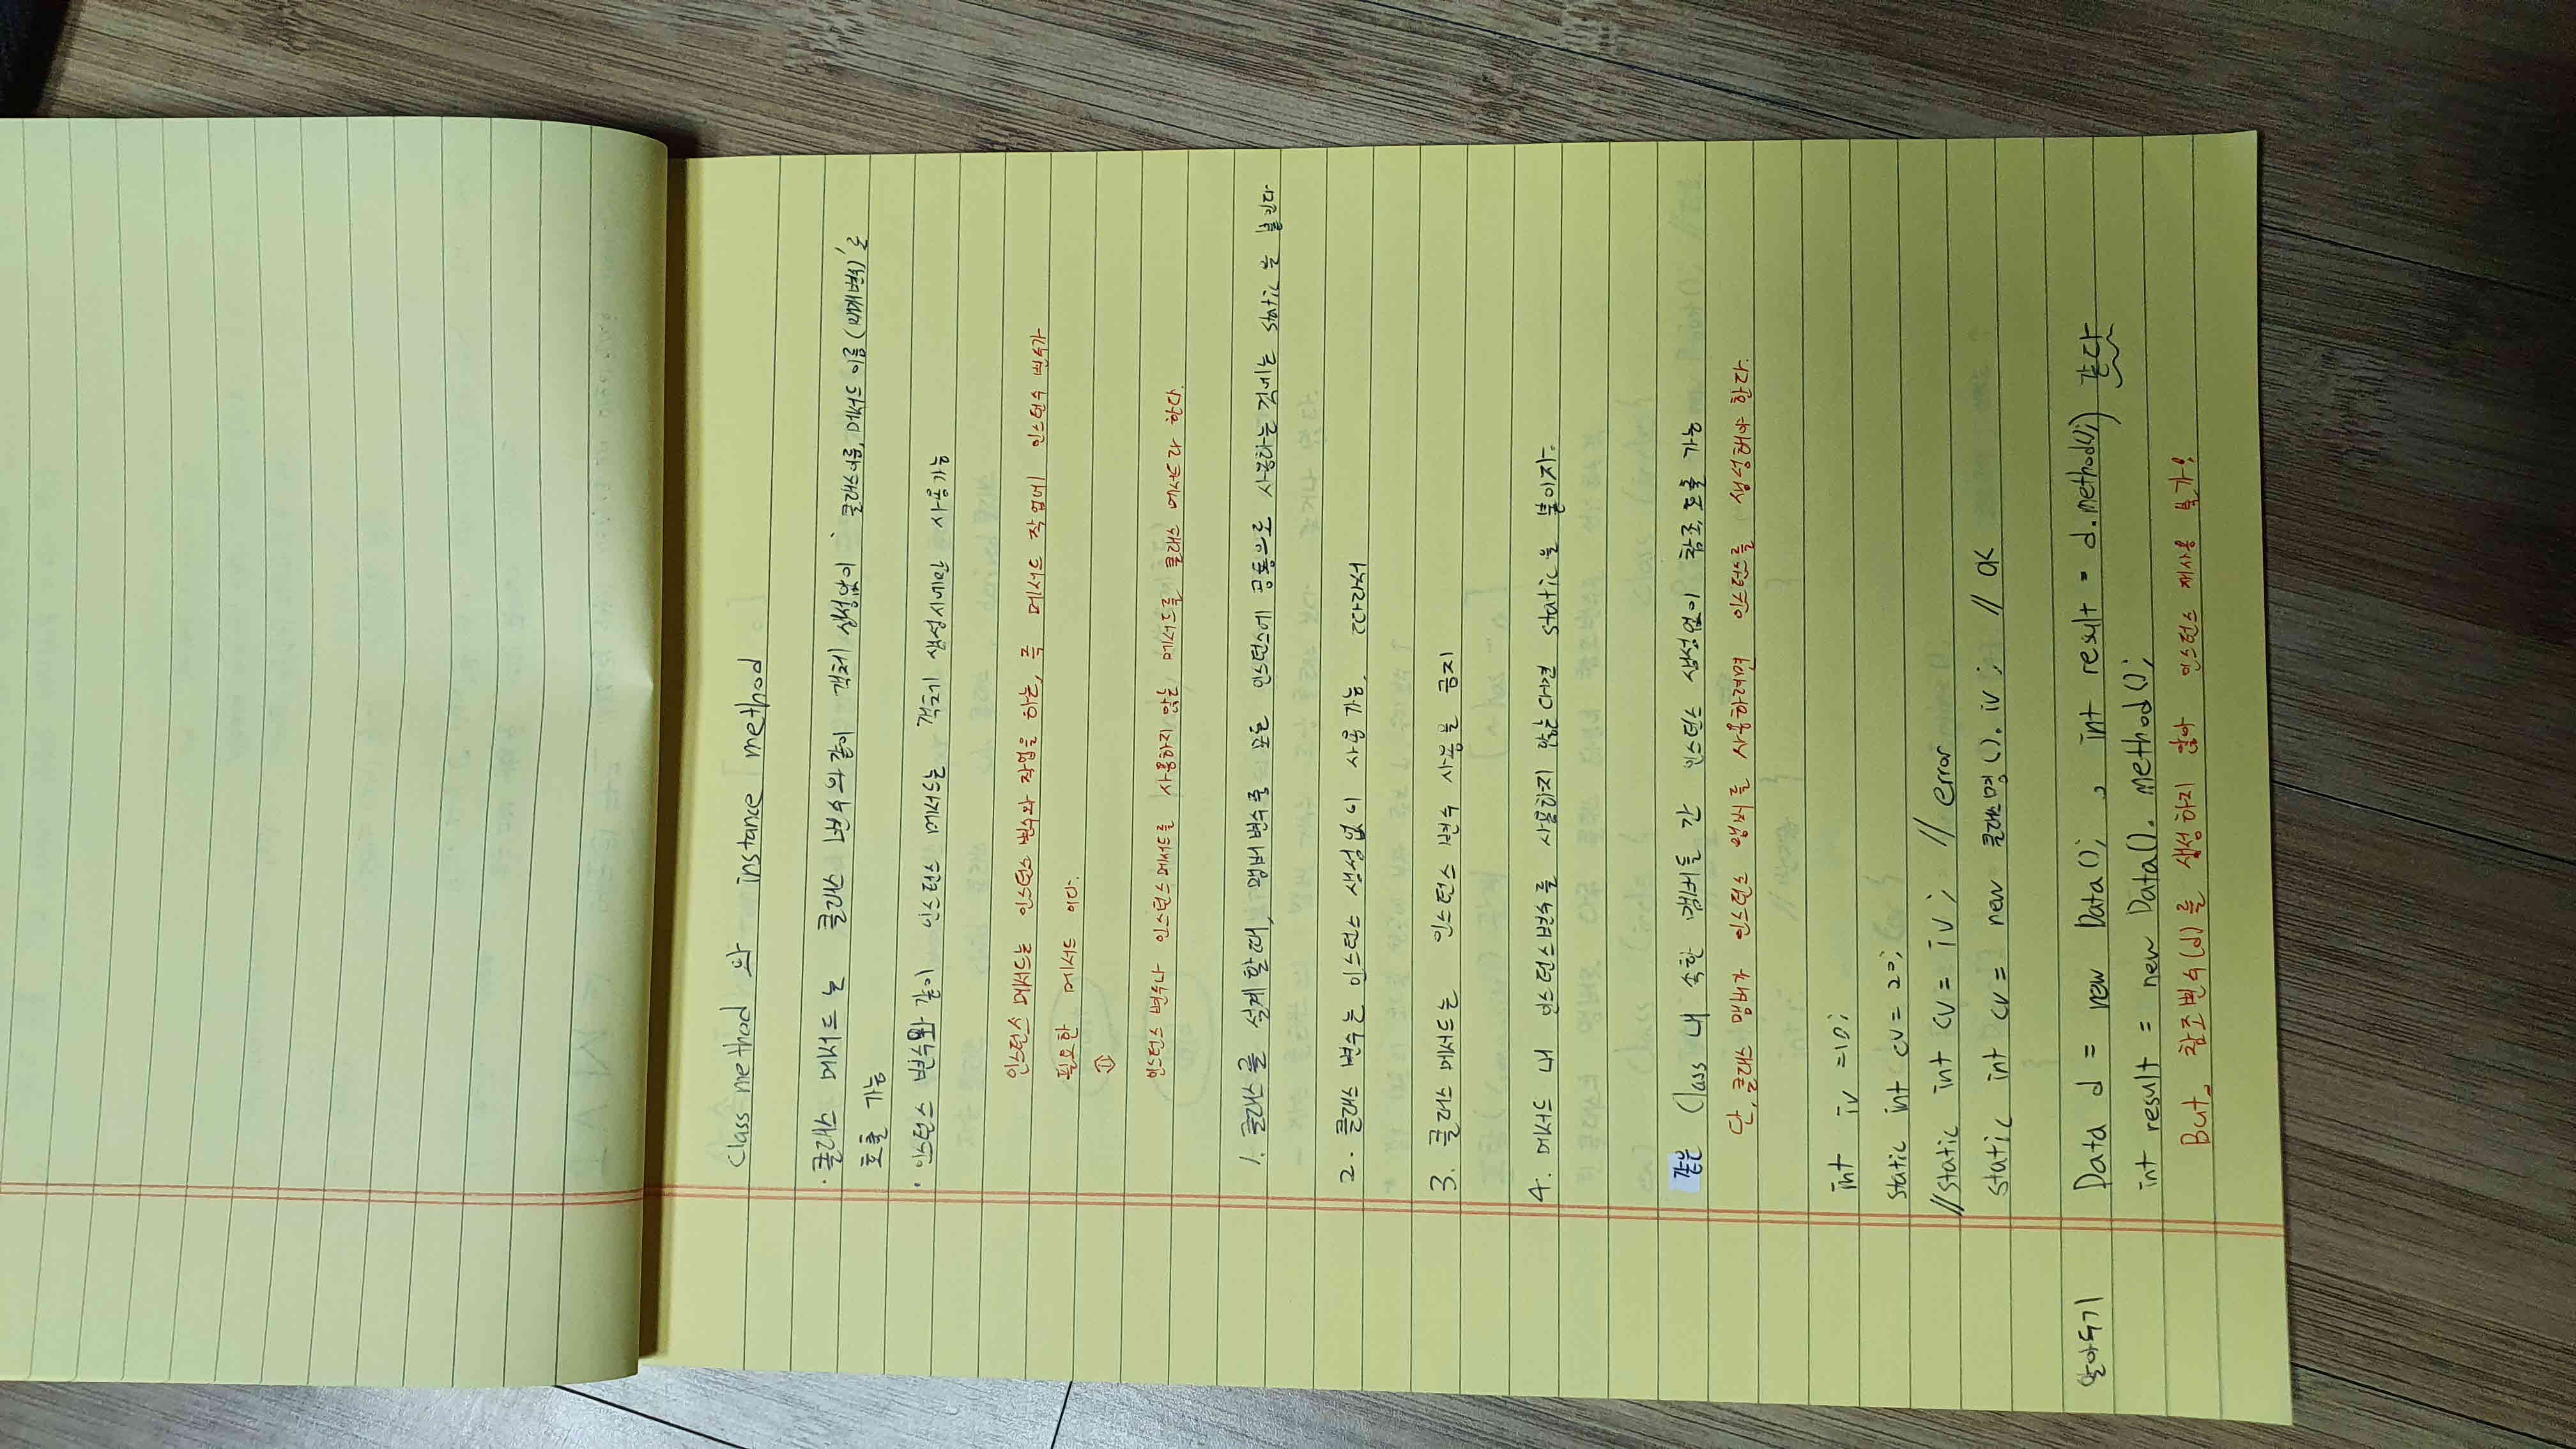 class method 와 instance method
· 클래스 메서드는 클래스 변수와 같이 객체 생성없이 '클래스이름, 메서드 이름 (매개변수)'로
호출 가능
· 인스턴스 변수와 같이 인스턴스 메서드는 객체가 생성시에만 사용가능
인스턴스 메서드는 인스턴스 변수와 작업을 하는, 즉 메서드 작업에 인스턴수 변수가
필요한 메서드 이다.
⇕
인스턴스 변수나 인스턴스메서드를 사용하지 않는 메서드를 클래스 메서드라 한다.
1. 클래스를 설계 할때, 맴버변수중 모든 인스턴스에 공통으로 사용하는 것에는 static을 붙인다
2. 클래스 변수는 인스턴스 생성없이 사용 가능. 따라서
3. 클래스 메서드는 인스턴스 변수 사용을 금지
4. 메서드 내 인스턴스변수를 사용하지 않는다면 static을 붙이자.
같은 Class 내 속한 맴버들 간 인스턴스 생성없이 참조, 호출 가능
단, 클래스 맴버가 인스턴스 맴버를 사용하려면 인스턴스를 생성해야 한다.
int iv =10;
static int cv = 20;
//static int cv = iv ; // error
static int cv = new 클래스명(). iv ; // ok
알아두기 Data d = new Data(); , int result = d.method();) 같다
int result = new Data(). method();
But, 참조변수(d)를 생성하지 않아 인스턴스 재사용 불가!